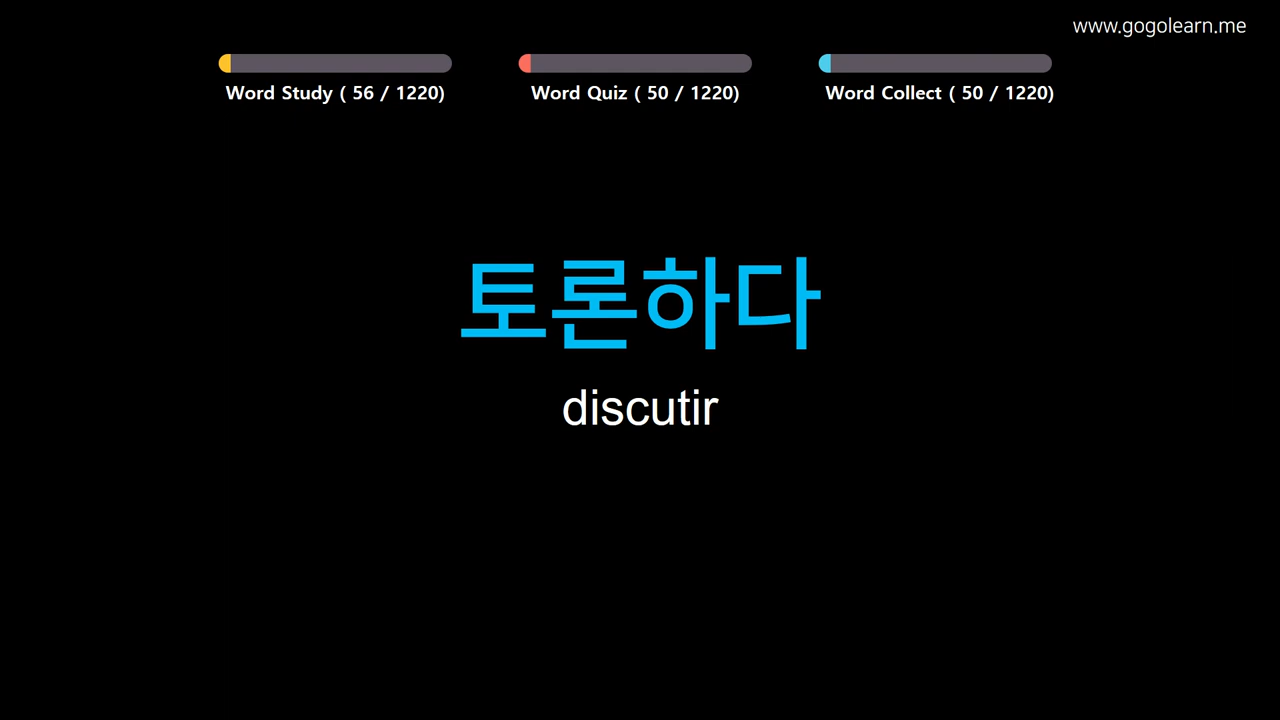 www.gogolearn.me
Word Study ( 56 / 1220)
Word Quiz ( 50 / 1220)
Word Collect ( 50 / 1220)
토론하다
discutir